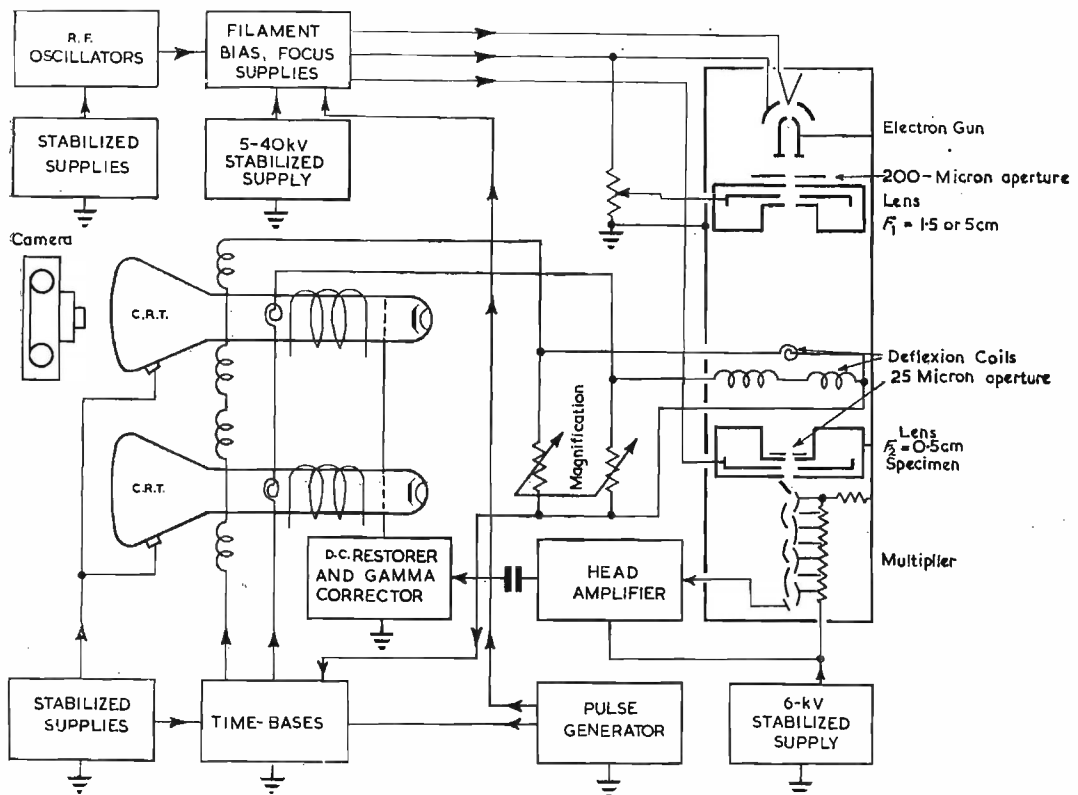 R.F.
OSCILLATORS
FILAMENT
BIAS, FOCUS
SUPPLIES
STABILIZED
SUPPLIES
5-40kV
STABILIZED
SUPPLY
Electron Gun
200-Micron aperture
Lens
F1 = 1·5 or 5cm
Camera
C.R.T.
Deflexion Coils
25 Micron aperture
Magnification
Lens
F2=0·5cm
Specimen
C.R.T.
D.C. RESTORER
AND GAMMA
CORRECTOR
HEAD
AMPLIFIER
Multiplier
STABILIZED
SUPPLIES
TIME-BASES
PULSE
GENERATOR
6-kV
STABILIZED
SUPPLY